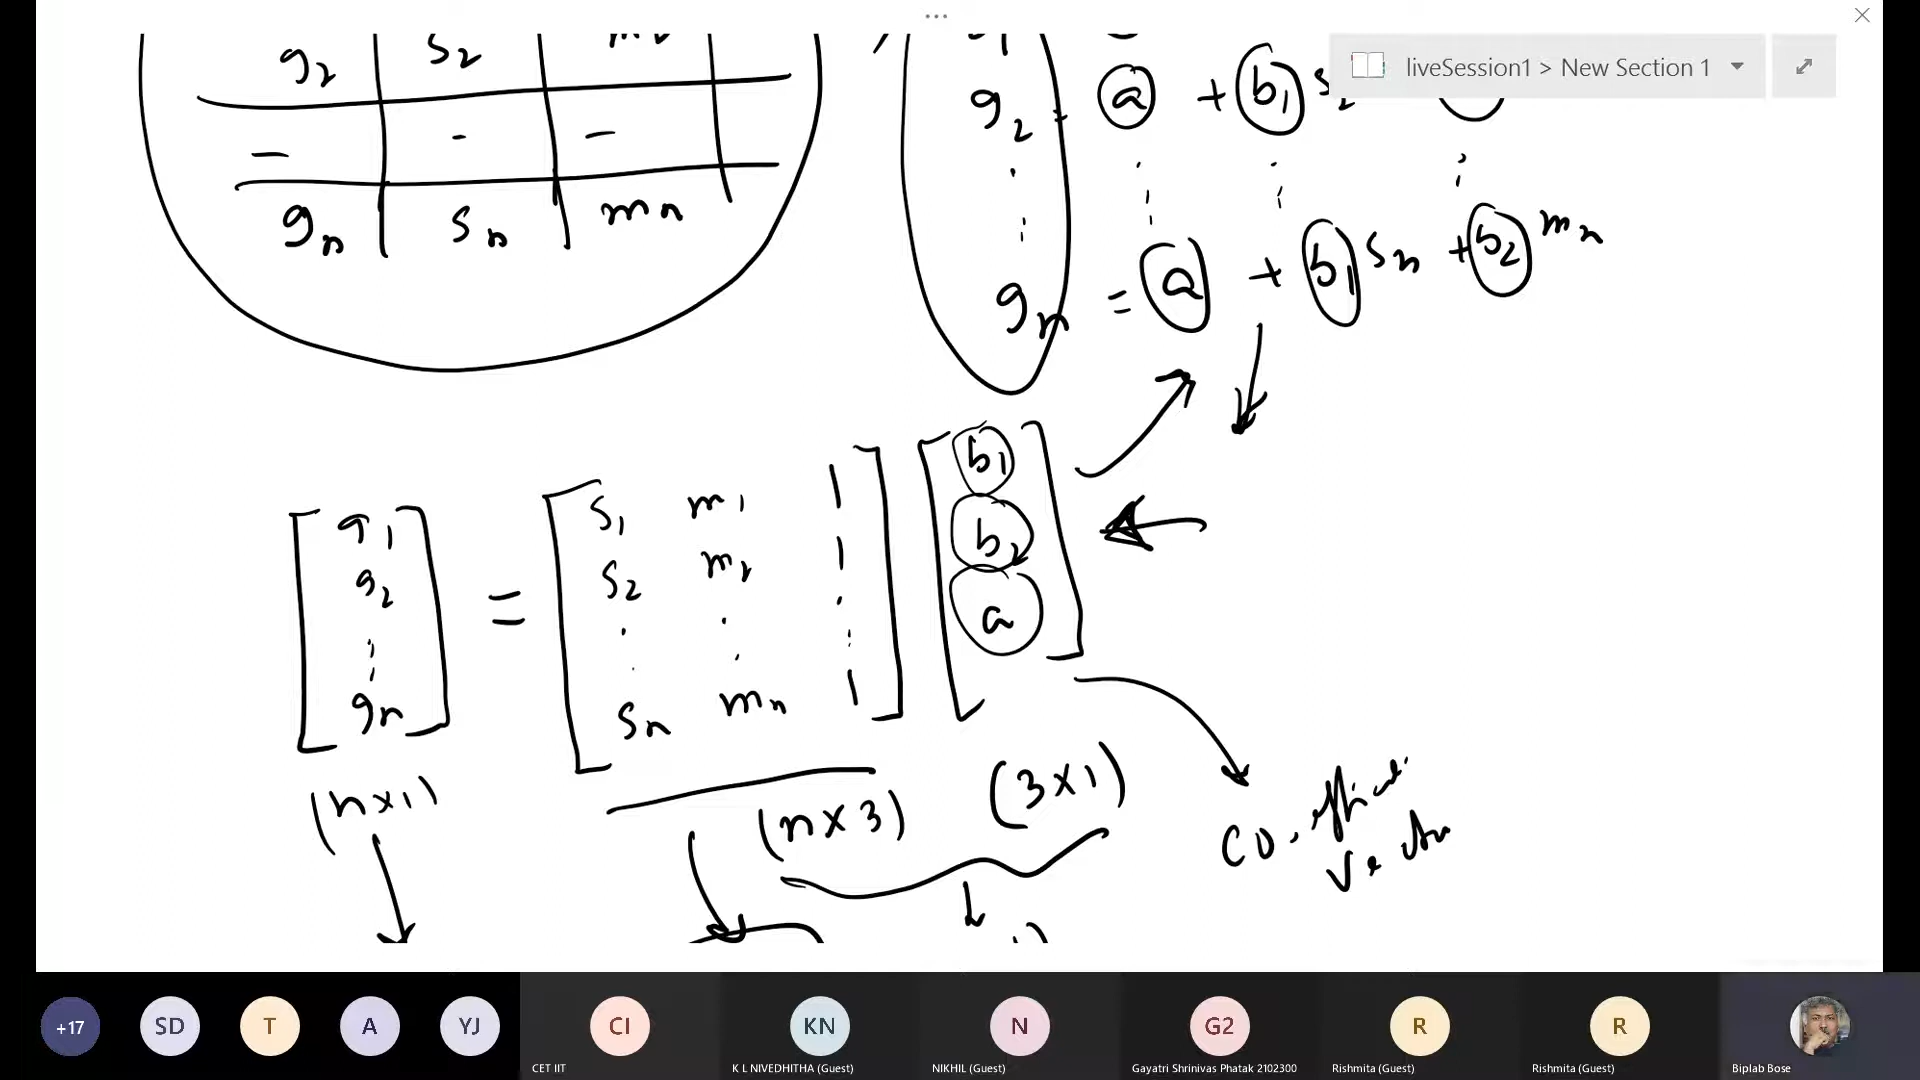 liveSession1 > New Section 1
g2 s2 m2
g2 = a + b1 s2
- - -
gn sn mn
gn = a + b1 sn + b2 mn
[g1 g2 : gn] = [s1 m1 1
s2 m2 1
sn mn 1] [b1 b2 a]
(n x 1)
(n x 3) (3 x 1)
co-efficient
vector
+17 SD T A YJ CI KN N G2 R R
CET IIT
K L NIVEDHITHA (Guest)
NIKHIL (Guest)
Gayatri Shrinivas Phatak 2102300
Rishmita (Guest)
Rishmita (Guest)
Biplab Bose